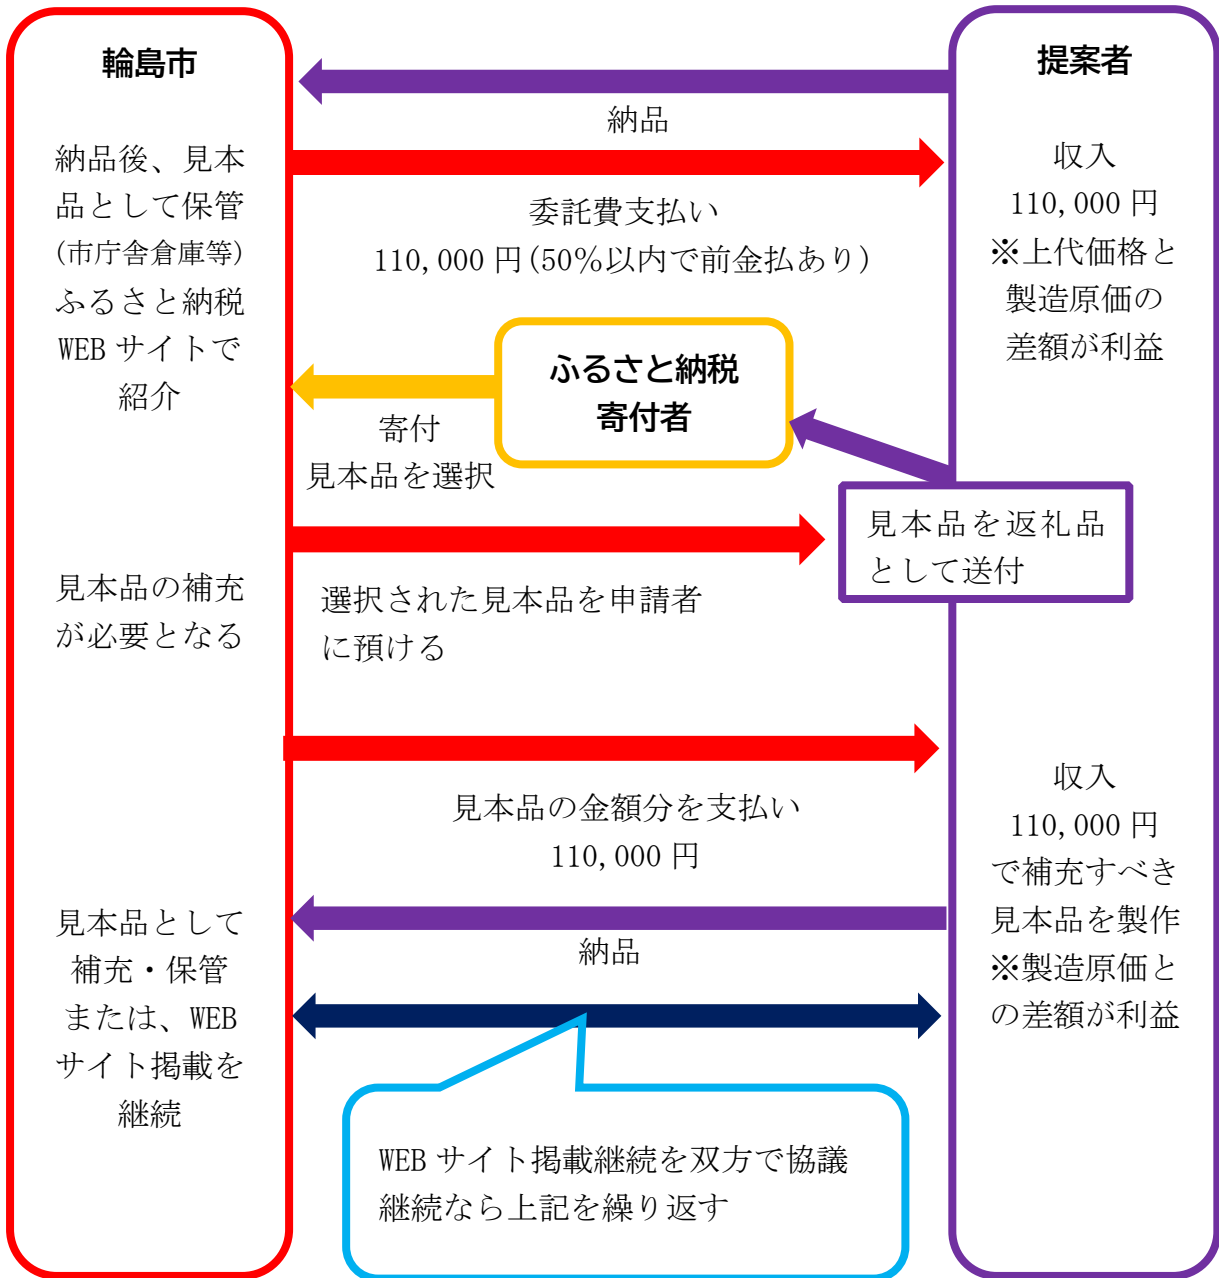 輪島市
納品後、見本
品として保管
(市庁舎倉庫等)
ふるさと納税
WEBサイトで
紹介
見本品の補充
が必要となる
見本品として
補充・保管
または、WEB
サイト掲載を
継続
納品
委託費支払い
110,000円(50%以内で前金払あり)
ふるさと納税
寄付者
寄付
見本品を選択
選択された見本品を申請者
に預ける
見本品を返礼品
として送付
見本品の金額分を支払い
110,000円
納品
WEBサイト掲載継続を双方で協議
継続なら上記を繰り返す
提案者
収入
110,000円
※上代価格と
製造原価の
差額が利益
収入
110,000円
で補充すべき
見本品を製作
※製造原価と
の差額が利益